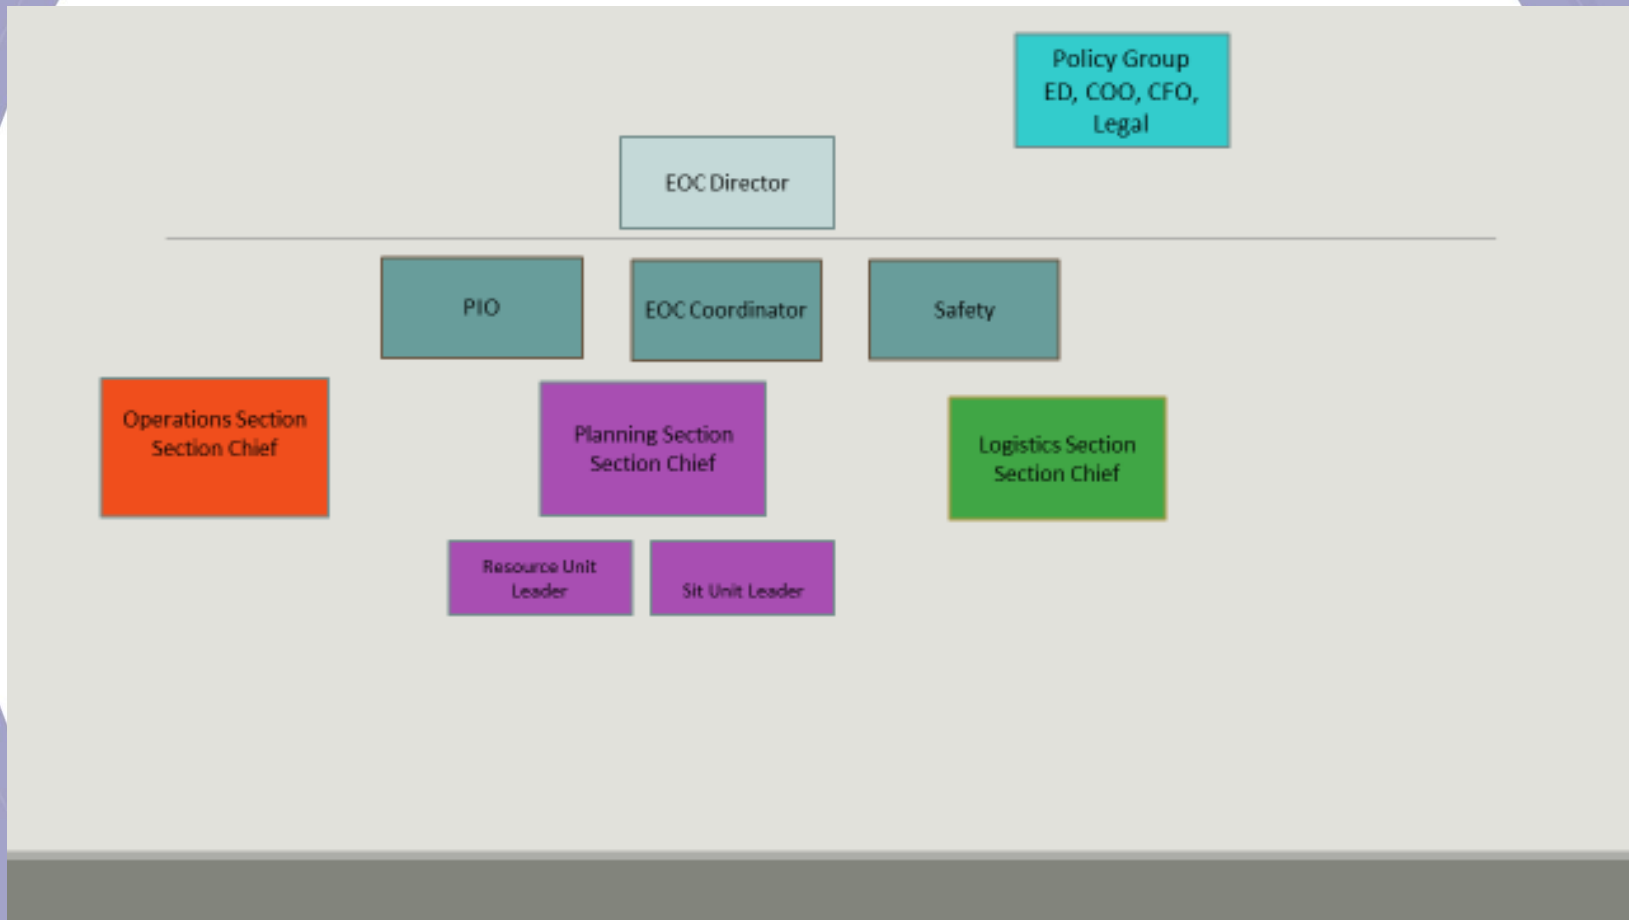 Policy Group
ED, COO, CFO,
Legal
EOC Director
PIO
EOC Coordinator
Safety
Operations Section
Section Chief
Planning Section
Section Chief
Logistics Section
Section Chief
Resource Unit
Leader
Sit Unit Leader